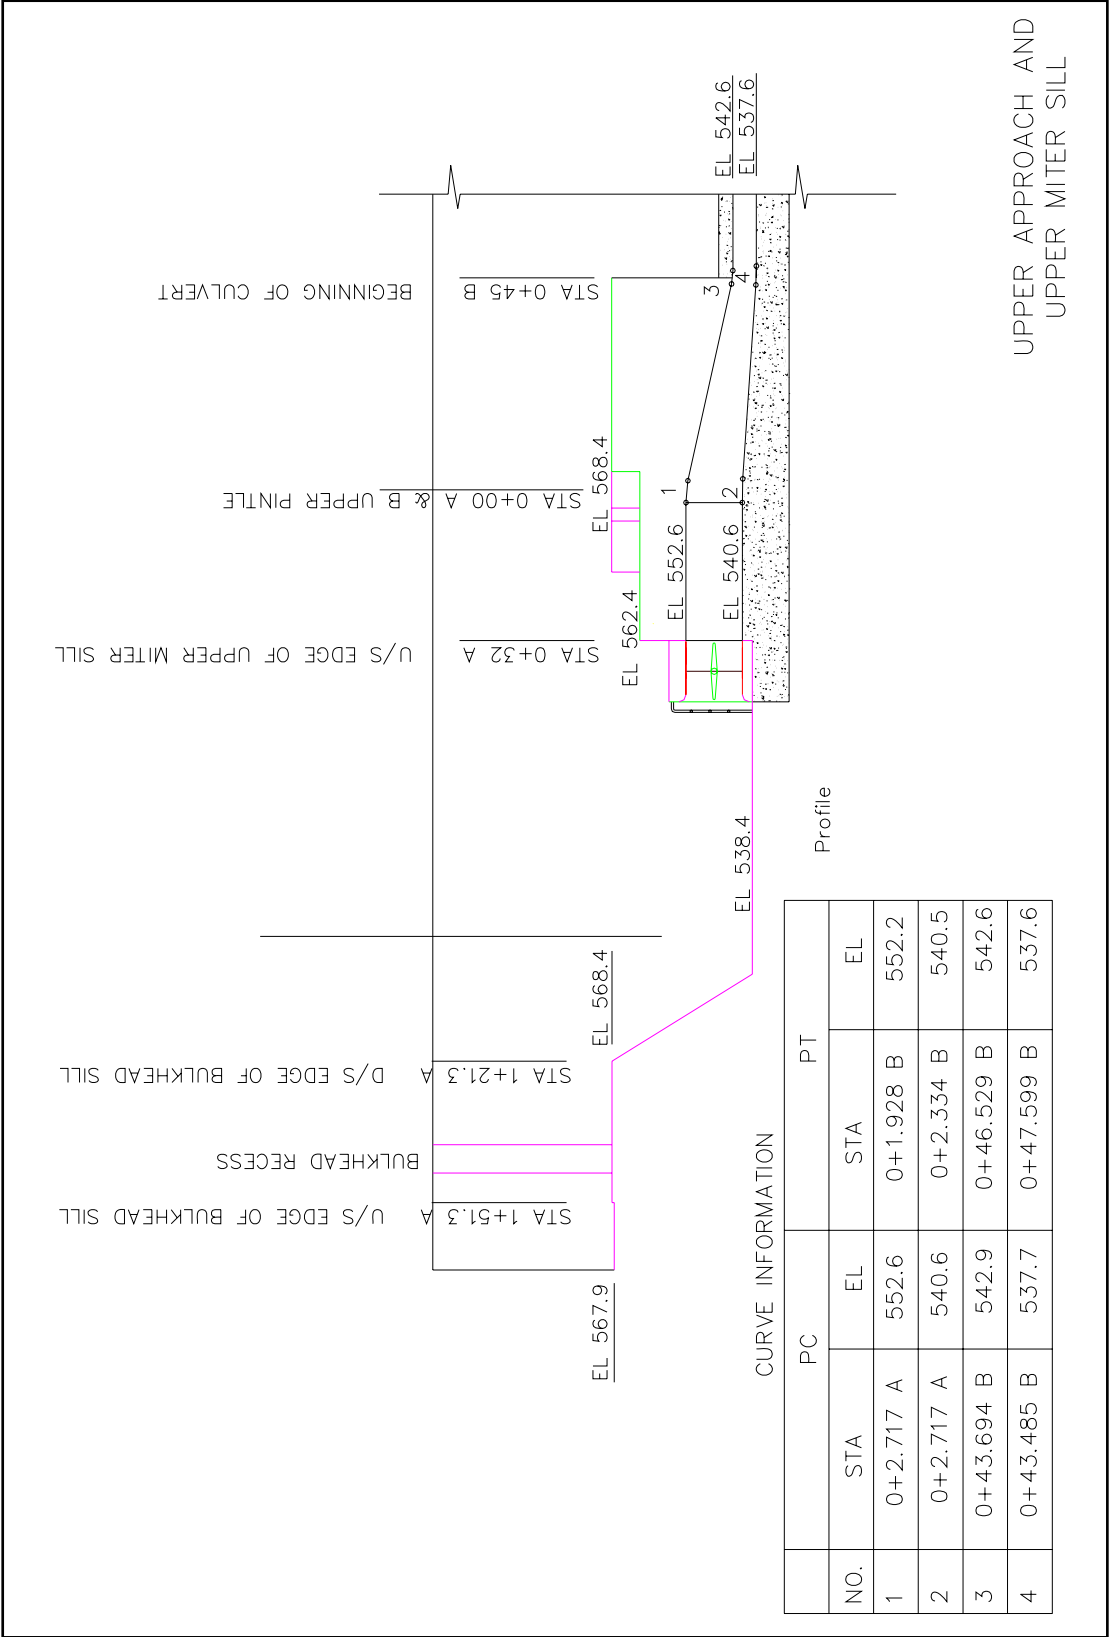 U/S EDGE OF BULKHEAD SILL
STA 1+51.3 A
BULKHEAD RECESS
D/S EDGE OF BULKHEAD SILL
STA 1+21.3 A
U/S EDGE OF UPPER MITER SILL
STA 0+32 A
UPPER PINTLE
STA 0+00 A & B
BEGINNING OF CULVERT
STA 0+45 B
EL 567.9
EL 568.4
EL 538.4
EL 562.4
EL 568.4
EL 552.6
EL 540.6
1
2
3
4
EL 542.6
EL 537.6
Profile
CURVE INFORMATION
PC PT
NO. STA EL STA EL
1 0+2.717 A 552.6 0+1.928 B 552.2
2 0+2.717 A 540.6 0+2.334 B 540.5
3 0+43.694 B 542.9 0+46.529 B 542.6
4 0+43.485 B 537.7 0+47.599 B 537.6
UPPER APPROACH AND
UPPER MITER SILL